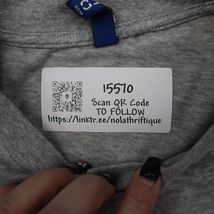 15570
Scan QR Code
TO FOLLOW
https://linktr.ee/nolathriftique